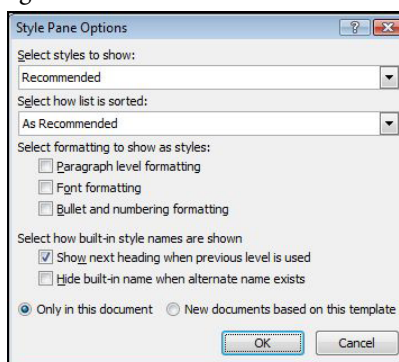 Style Pane Options
Select styles to show:
Recommended
Select how list is sorted:
As Recommended
Select formatting to show as styles:
Paragraph level formatting
Font formatting
Bullet and numbering formatting
Select how built-in style names are shown
Show next heading when previous level is used
Hide built-in name when alternate name exists
Only in this document New documents based on this template
OK Cancel